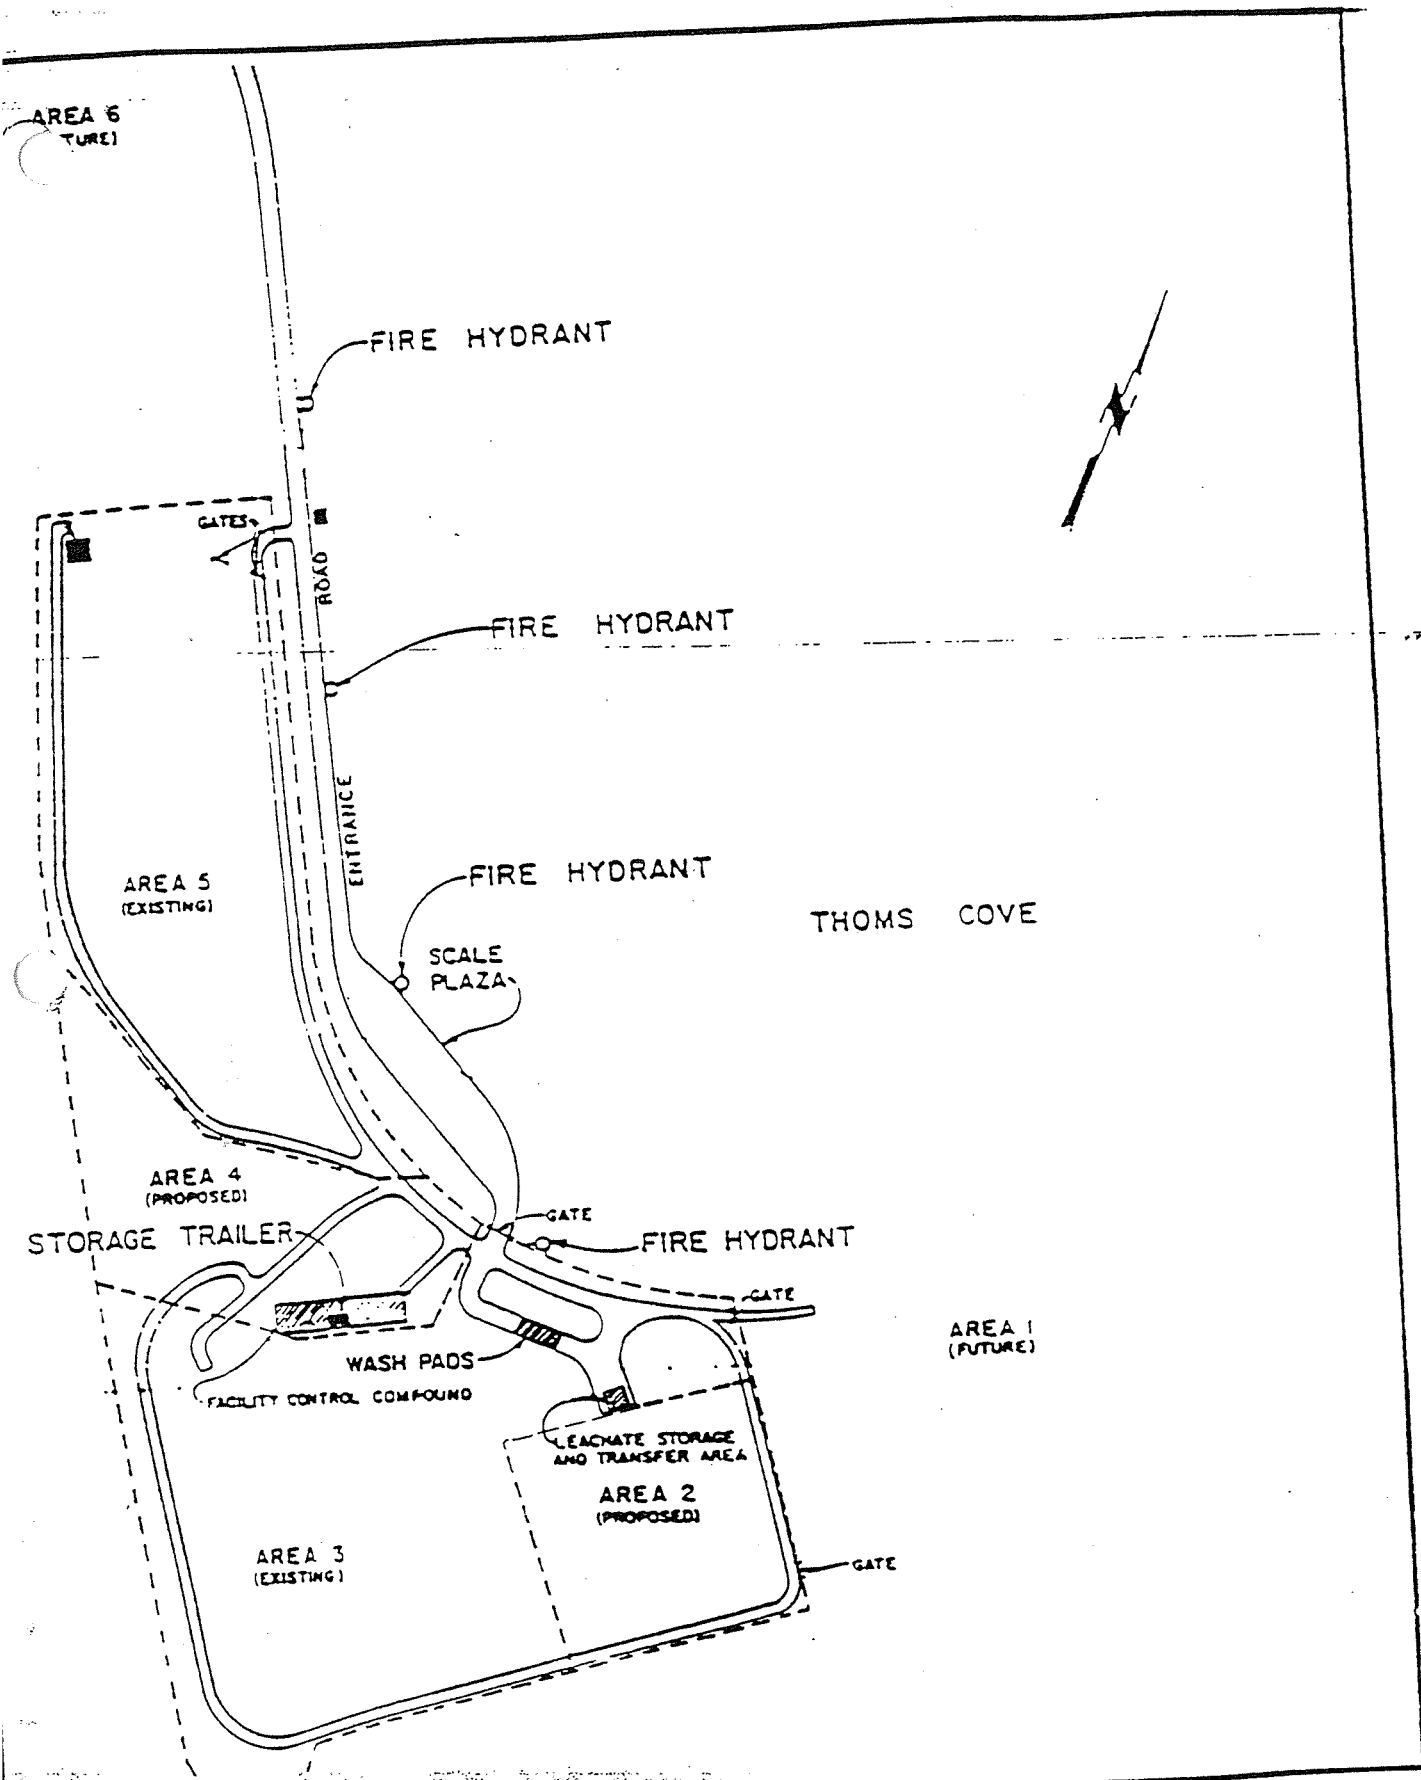 AREA 6
TURE)
FIRE HYDRANT
GATES
ROAD
FIRE HYDRANT
ENTRANCE
FIRE HYDRANT
AREA 5
(EXISTING)
THOMS COVE
SCALE
PLAZA
AREA 4
(PROPOSED)
GATE
STORAGE TRAILER
FIRE HYDRANT
GATE
AREA 1
(FUTURE)
WASH PADS
FACILITY CONTROL COMPOUND
LEACHATE STORAGE
AND TRANSFER AREA
AREA 2
(PROPOSED)
AREA 3
(EXISTING)
GATE